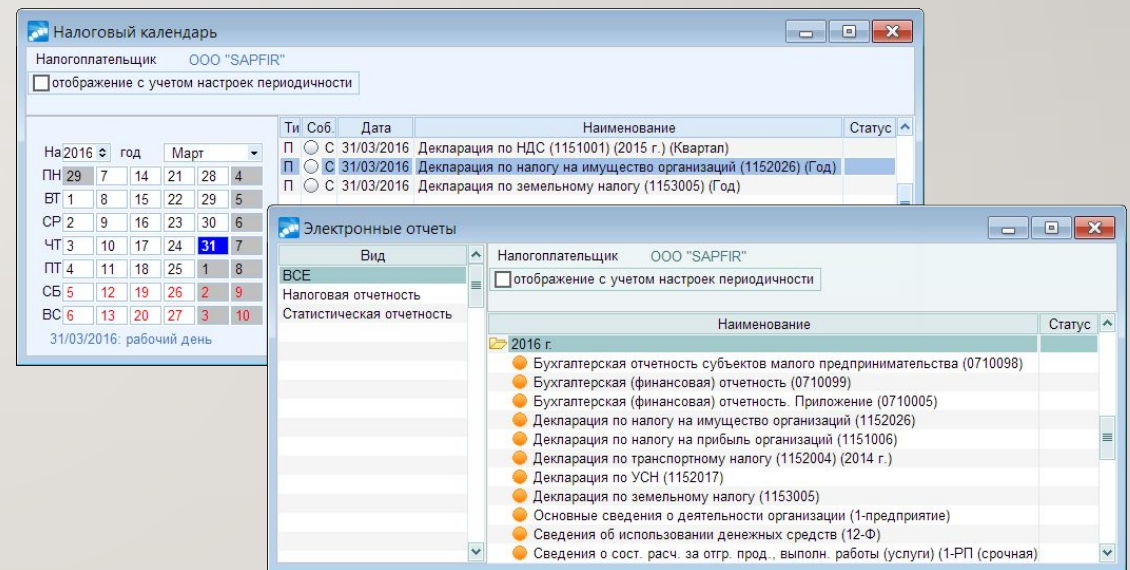 Налоговый календарь
Налогоплательщик ООО "SAPFIR"
отображение с учетом настроек периодичности
На 2016 год Март
ПН 29 7 14 21 28 4
ВТ 1 8 15 22 29 5
СР 2 9 16 23 30 6
ЧТ 3 10 17 24 31 7
ПТ 4 11 18 25 1 8
СБ 5 12 19 26 2 9
ВС 6 13 20 27 3 10
31/03/2016: рабочий день
Ти Соб. Дата Наименование Статус
П С 31/03/2016 Декларация по НДС (1151001) (2015 г.) (Квартал)
П С 31/03/2016 Декларация по налогу на имущество организаций (1152026) (Год)
П С 31/03/2016 Декларация по земельному налогу (1153005) (Год)
Электронные отчеты
Вид
ВСЕ
Налоговая отчетность
Статистическая отчетность
Налогоплательщик ООО "SAPFIR"
отображение с учетом настроек периодичности
Наименование Статус
2016 г.
Бухгалтерская отчетность субъектов малого предпринимательства (0710098)
Бухгалтерская (финансовая) отчетность (0710099)
Бухгалтерская (финансовая) отчетность. Приложение (0710005)
Декларация по налогу на имущество организаций (1152026)
Декларация по налогу на прибыль организаций (1151006)
Декларация по транспортному налогу (1152004) (2014 г.)
Декларация по УСН (1152017)
Декларация по земельному налогу (1153005)
Основные сведения о деятельности организации (1-предприятие)
Сведения об использовании денежных средств (12-Ф)
Сведения о сост. расч. за отгр. прод., выполн. работы (услуги) (1-РП (срочная)